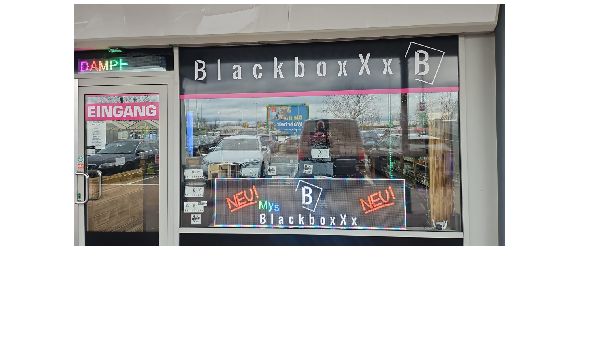 DAMPF
BlackboxXx B
EINGANG
NEU! B NEU!
Mys
BlackboxXx